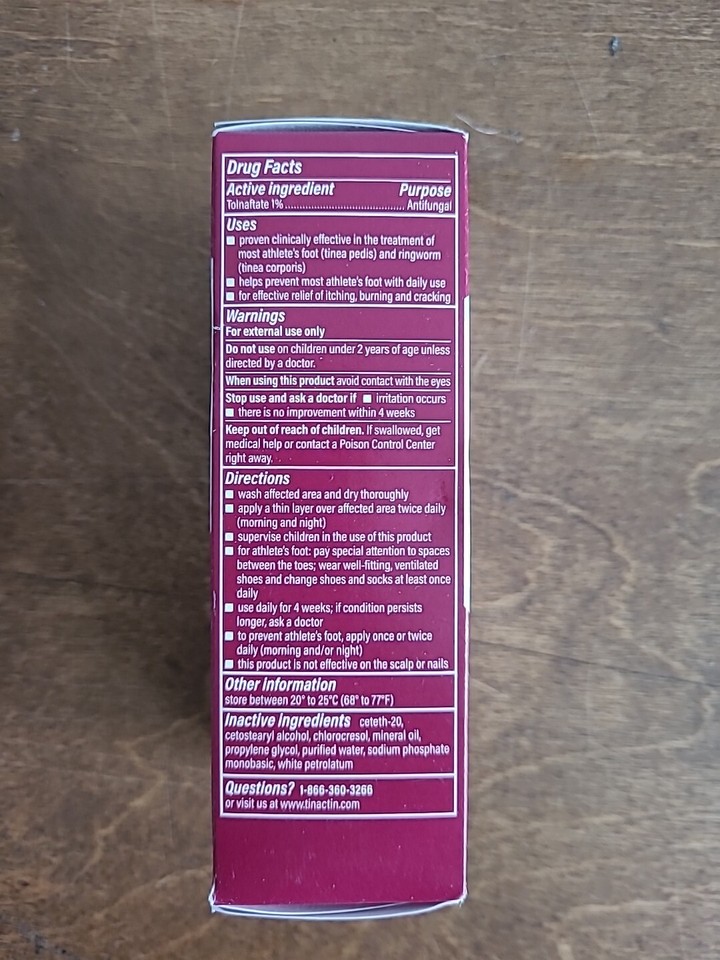 Drug Facts
Active ingredient Purpose
Tolnaftate 1%........................................ Antifungal
Uses
■ proven clinically effective in the treatment of
most athlete's foot (tinea pedis) and ringworm
(tinea corporis)
■ helps prevent most athlete's foot with daily use
■ for effective relief of itching, burning and cracking
Warnings
For external use only
Do not use on children under 2 years of age unless
directed by a doctor.
When using this product avoid contact with the eyes
Stop use and ask a doctor if ■ irritation occurs
■ there is no improvement within 4 weeks
Keep out of reach of children. If swallowed, get
medical help or contact a Poison Control Center
right away.
Directions
■ wash affected area and dry thoroughly
■ apply a thin layer over affected area twice daily
(morning and night)
■ supervise children in the use of this product
■ for athlete's foot: pay special attention to spaces
between the toes; wear well-fitting, ventilated
shoes and change shoes and socks at least once
daily
■ use daily for 4 weeks; if condition persists
longer, ask a doctor
■ to prevent athlete's foot, apply once or twice
daily (morning and/or night)
■ this product is not effective on the scalp or nails
Other information
store between 20° to 25°C (68° to 77°F)
Inactive ingredients ceteth-20,
cetostearyl alcohol, chlorocresol, mineral oil,
propylene glycol, purified water, sodium phosphate
monobasic, white petrolatum
Questions? 1-866-360-3266
or visit us at www.tinactin.com